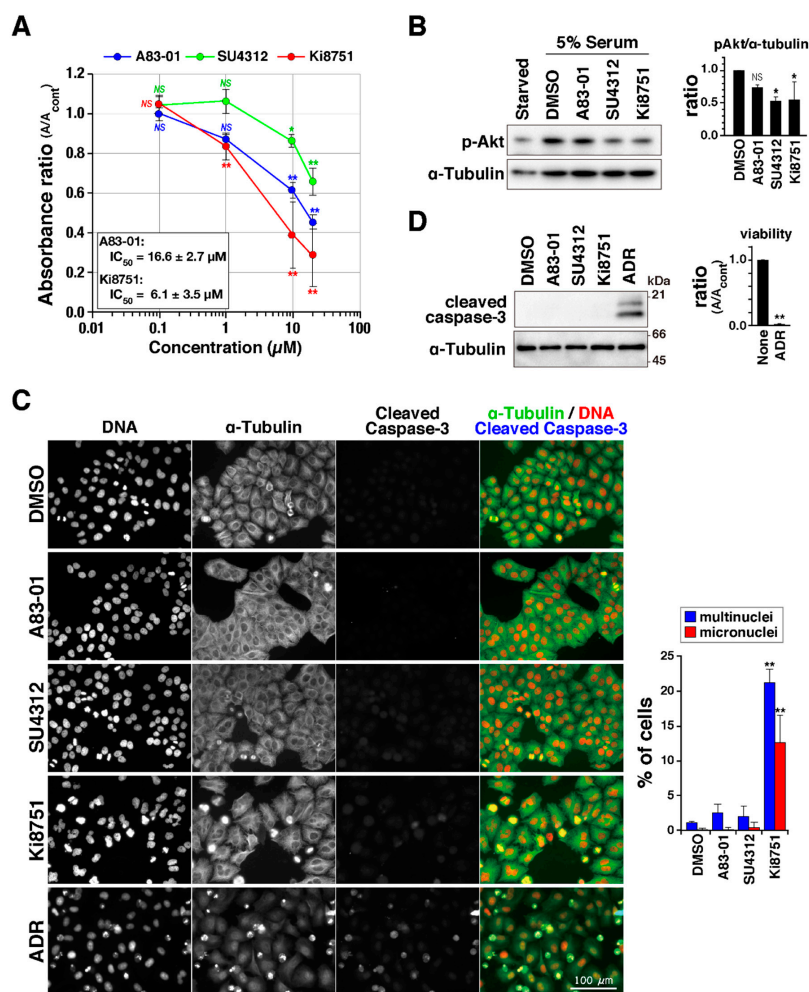 A
A83-01 SU4312 Ki8751
Absorbance ratio (A/Acont)
1.2
1.0
0.8
0.6
0.4
0.2
0.0
NS
NS
NS
NS
NS
**
*
**
**
**
**
**
A83-01:
IC50 = 16.6 ± 2.7 μM
Ki8751:
IC50 = 6.1 ± 3.5 μM
0.01 0.1 1 10 100
Concentration (μM)
B
5% Serum
Starved
DMSO
A83-01
SU4312
Ki8751
p-Akt
α-Tubulin
pAkt/α-tubulin
ratio
1.0
0.5
0.0
NS
*
*
DMSO
A83-01
SU4312
Ki8751
D
DMSO
A83-01
SU4312
Ki8751
ADR
kDa
cleaved
caspase-3
21
α-Tubulin
66
45
viability
ratio
(A/Acont)
1.0
0.0
**
None
ADR
C
DNA α-Tubulin Cleaved Caspase-3 α-Tubulin / DNA
Cleaved Caspase-3
DMSO
A83-01
SU4312
Ki8751
ADR
100 μm
multinuclei
micronuclei
% of cells
25
20
15
10
5
0
**
**
DMSO
A83-01
SU4312
Ki8751